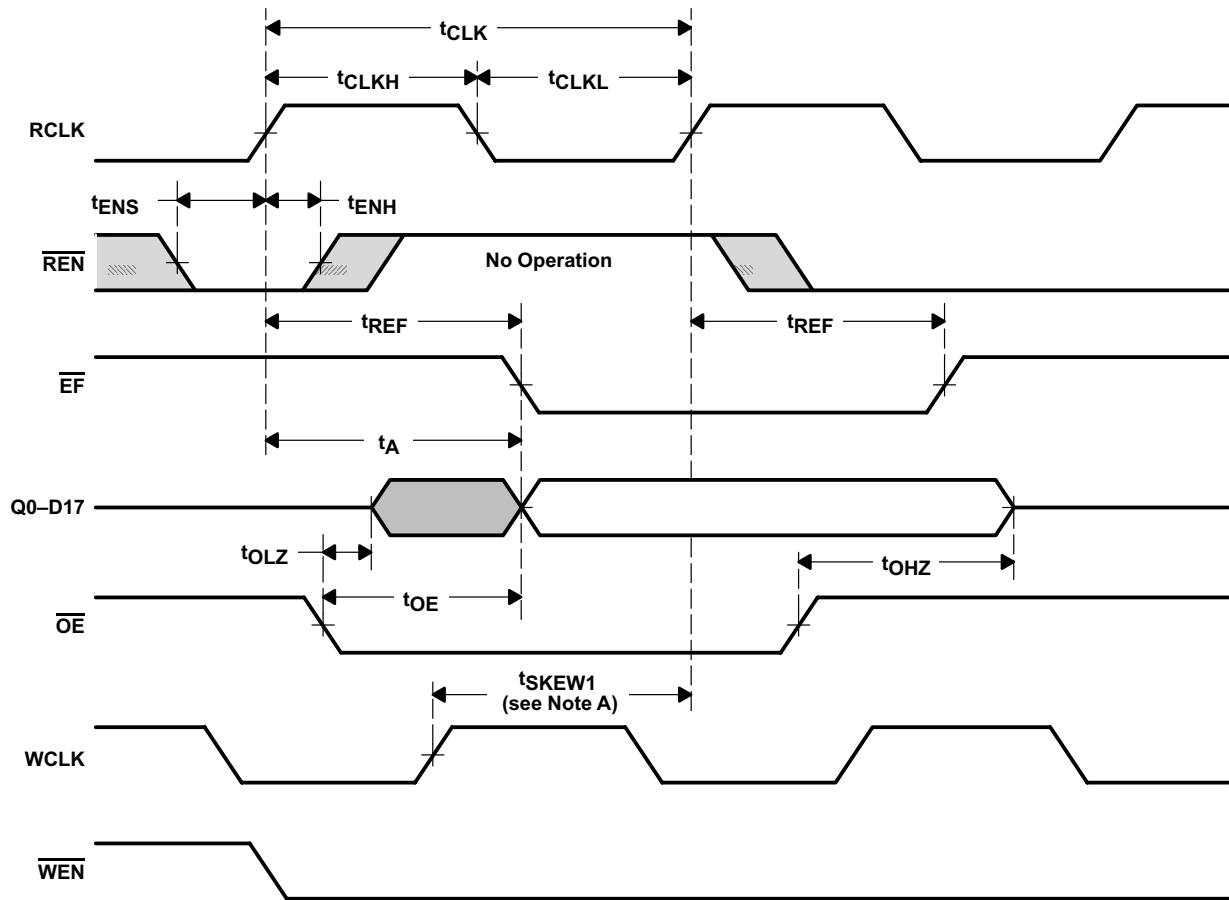 tCLK
tCLKH
tCLKL
RCLK
tENS
tENH
REN
No Operation
tREF
tREF
EF
tA
Q0–D17
tOLZ
tOHZ
tOE
OE
tSKEW1
(see Note A)
WCLK
WEN